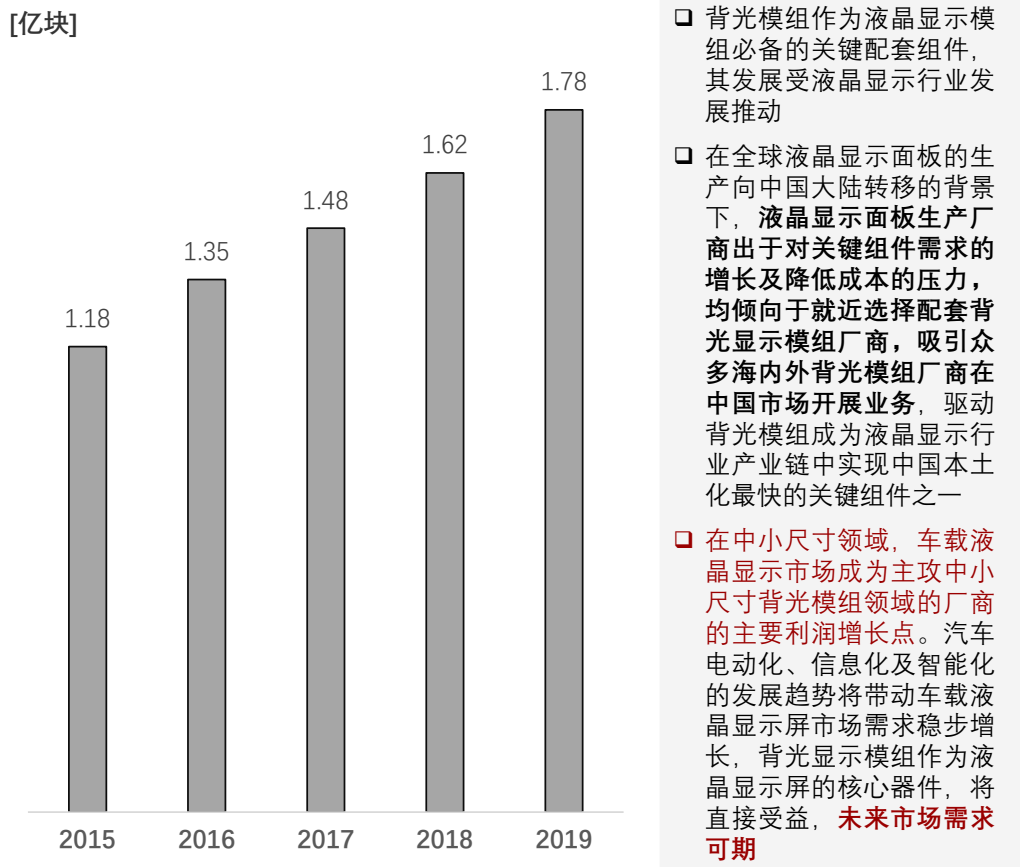 [亿块]
1.78
1.62
1.48
1.35
1.18
2015 2016 2017 2018 2019
❑ 背光模组作为液晶显示模
组必备的关键配套组件，
其发展受液晶显示行业发
展推动
❑ 在全球液晶显示面板的生
产向中国大陆转移的背景
下，液晶显示面板生产厂
商出于对关键组件需求的
增长及降低成本的压力，
均倾向于就近选择配套背
光显示模组厂商，吸引众
多海内外背光模组厂商在
中国市场开展业务，驱动
背光模组成为液晶显示行
业产业链中实现中国本土
化最快的关键组件之一
❑ 在中小尺寸领域，车载液
晶显示市场成为主攻中小
尺寸背光模组领域的厂商
的主要利润增长点。汽车
电动化、信息化及智能化
的发展趋势将带动车载液
晶显示屏市场需求稳步增
长，背光显示模组作为液
晶显示屏的核心器件，将
直接受益，未来市场需求
可期